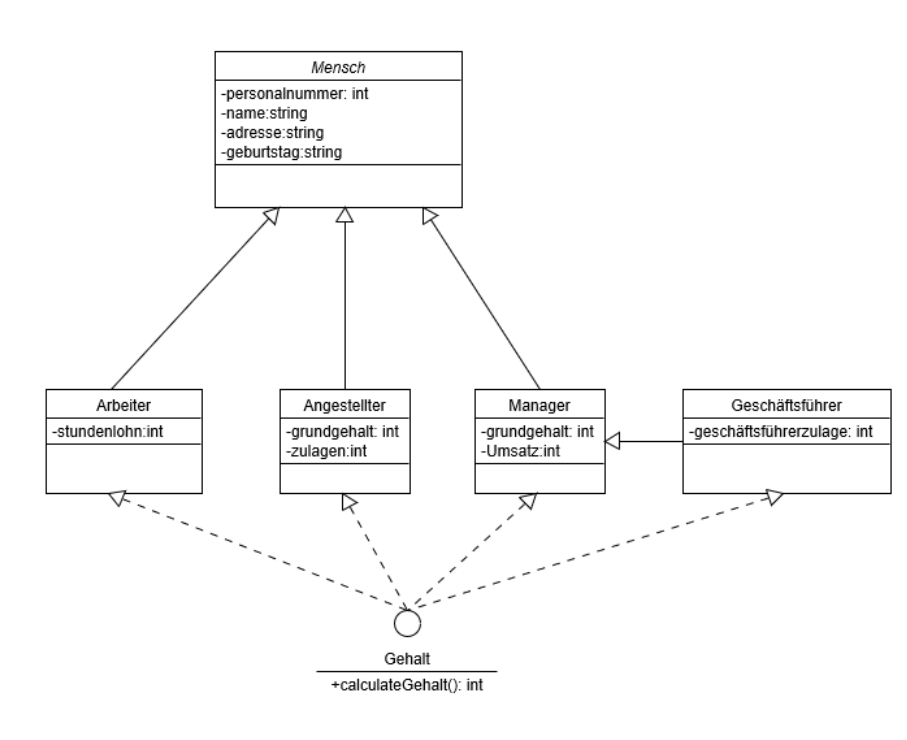 Mensch
-personalnummer: int
-name:string
-adresse:string
-geburtstag:string
Arbeiter
-stundenlohn:int
Angestellter
-grundgehalt: int
-zulagen:int
Manager
-grundgehalt: int
-Umsatz:int
Geschäftsführer
-geschäftsführerzulage: int
Gehalt
+calculateGehalt(): int